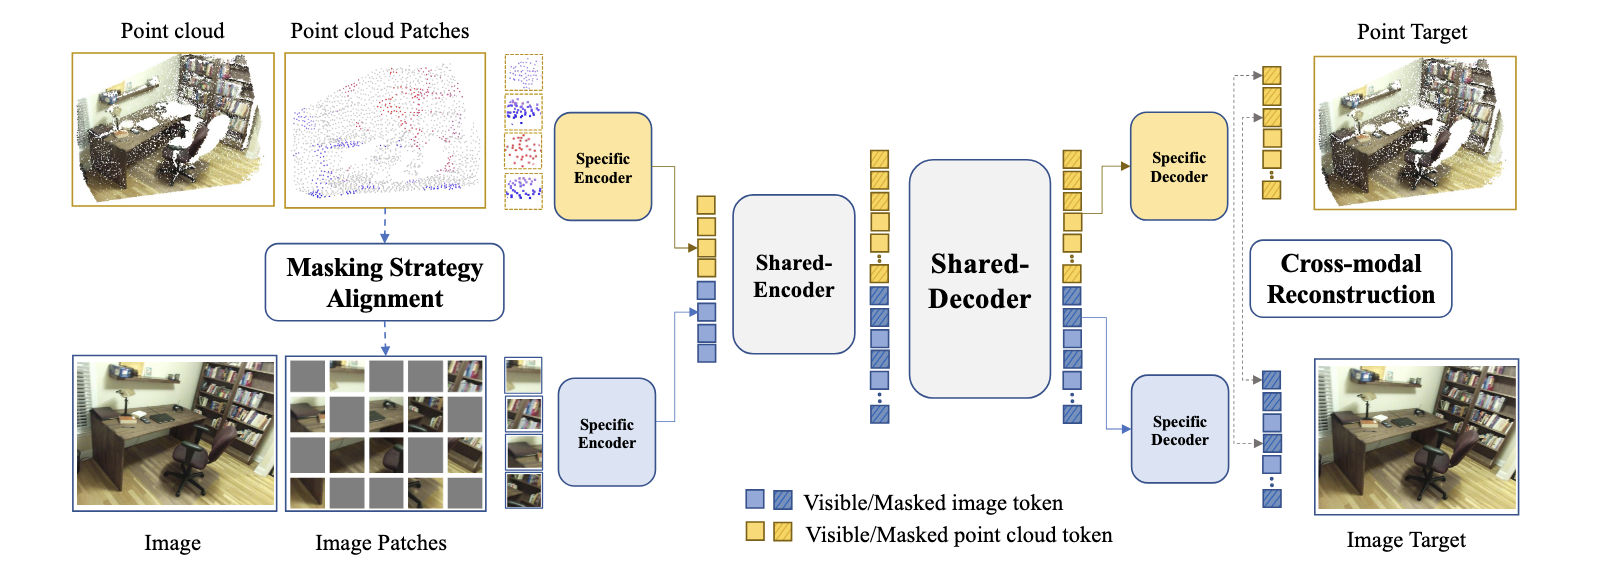 Point cloud
Point cloud Patches
Point Target
Specific
Encoder
Specific
Decoder
Masking Strategy
Alignment
Shared-
Encoder
Shared-
Decoder
Cross-modal
Reconstruction
Specific
Encoder
Specific
Decoder
Visible/Masked image token
Visible/Masked point cloud token
Image
Image Patches
Image Target